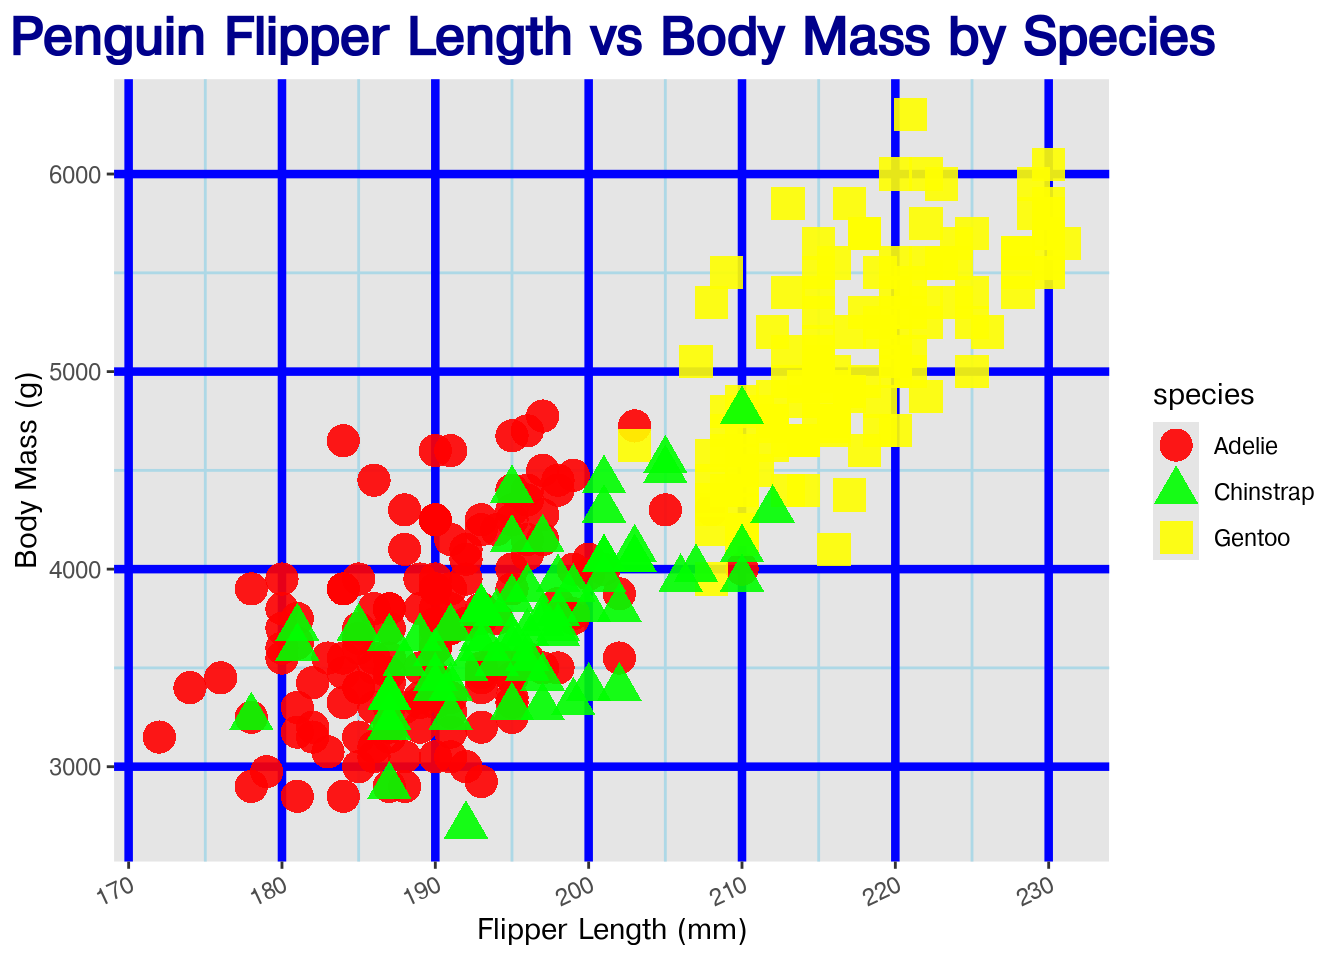 Penguin Flipper Length vs Body Mass by Species
6000
5000
4000
3000
Body Mass (g)
170
180
190
200
210
220
230
Flipper Length (mm)
species
Adelie
Chinstrap
Gentoo